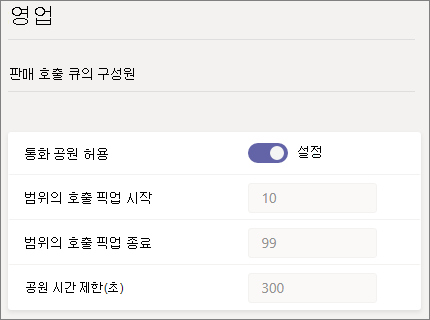 영업
판매 호출 큐의 구성원
통화 공원 허용 설정
범위의 호출 픽업 시작 10
범위의 호출 픽업 종료 99
공원 시간 제한(초) 300